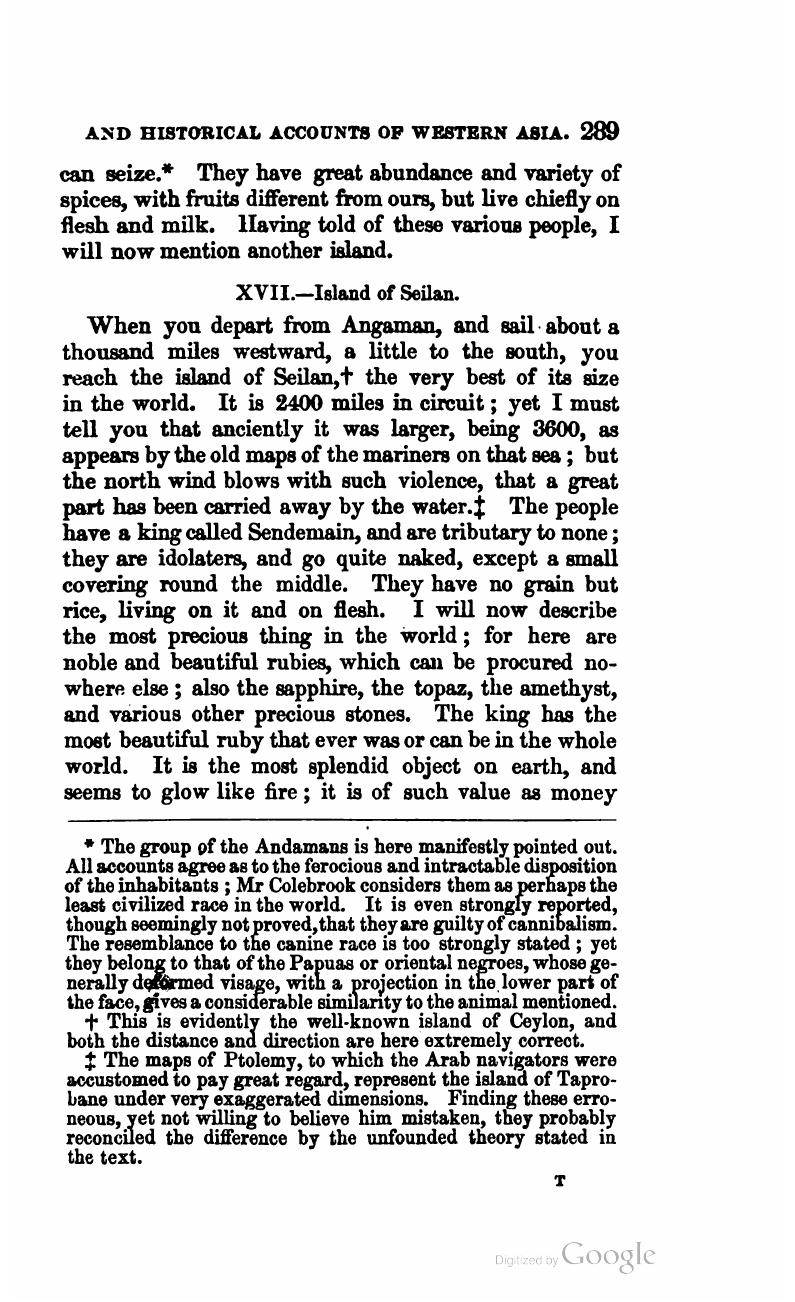 AND HISTORICAL ACCOUNTS OF WESTERN ASIA. 289
can seize.* They have great abundance and variety of
spices, with fruits different from ours, but live chiefly on
flesh and milk. Having told of these various people, I
will now mention another island.
XVII.—Island of Seilan.
When you depart from Angaman, and sail about a
thousand miles westward, a little to the south, you
reach the island of Seilan,† the very best of its size
in the world. It is 2400 miles in circuit; yet I must
tell you that anciently it was larger, being 3600, as
appears by the old maps of the mariners on that sea; but
the north wind blows with such violence, that a great
part has been carried away by the water.‡ The people
have a king called Sendemain, and are tributary to none;
they are idolaters, and go quite naked, except a small
covering round the middle. They have no grain but
rice, living on it and on flesh. I will now describe
the most precious thing in the world; for here are
noble and beautiful rubies, which can be procured no-
where else; also the sapphire, the topaz, the amethyst,
and various other precious stones. The king has the
most beautiful ruby that ever was or can be in the whole
world. It is the most splendid object on earth, and
seems to glow like fire; it is of such value as money
* The group of the Andamans is here manifestly pointed out.
All accounts agree as to the ferocious and intractable disposition
of the inhabitants; Mr Colebrook considers them as perhaps the
least civilized race in the world. It is even strongly reported,
though seemingly not proved, that they are guilty of cannibalism.
The resemblance to the canine race is too strongly stated; yet
they belong to that of the Papuas or oriental negroes, whose ge-
nerally deformed visage, with a projection in the lower part of
the face, gives a considerable similarity to the animal mentioned.
† This is evidently the well-known island of Ceylon, and
both the distance and direction are here extremely correct.
‡ The maps of Ptolemy, to which the Arab navigators were
accustomed to pay great regard, represent the island of Tapro-
bane under very exaggerated dimensions. Finding these erro-
neous, yet not willing to believe him mistaken, they probably
reconciled the difference by the unfounded theory stated in
the text.
T
Digitized by Google